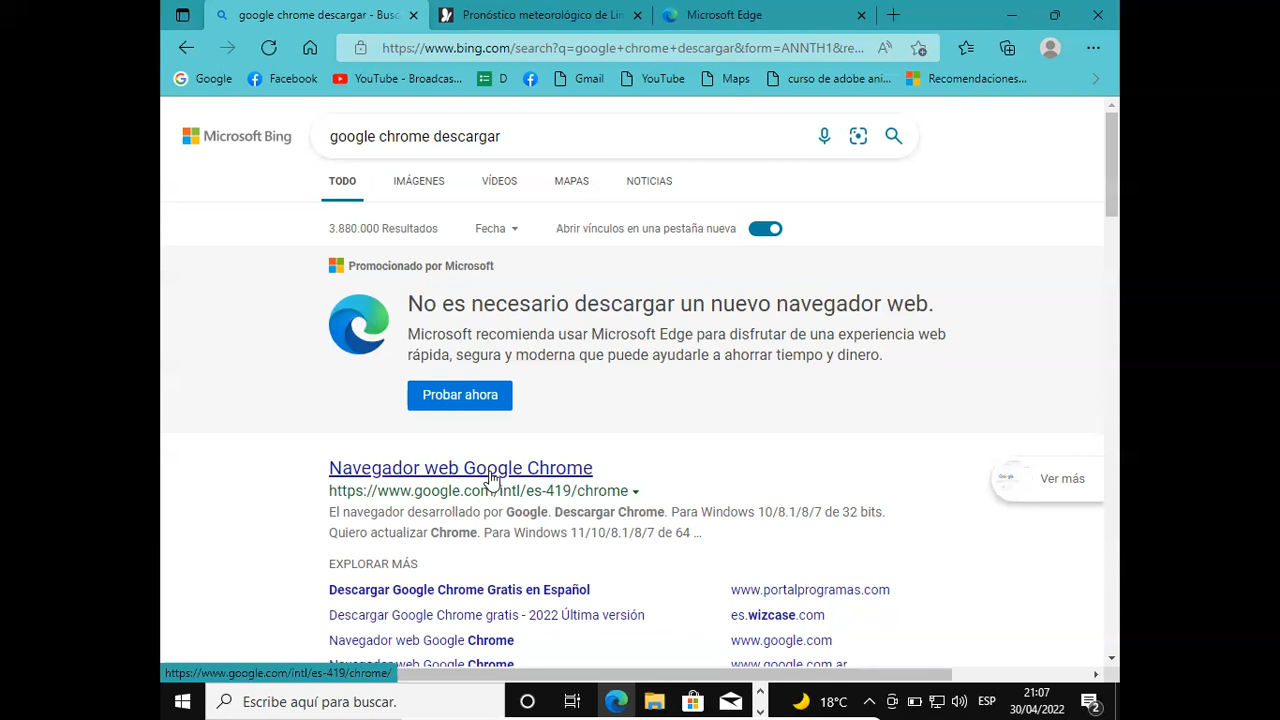 google chrome descargar - Busc
Pronóstico meteorológico de Lin
Microsoft Edge
https://www.bing.com/search?q=google+chrome+descargar&form=ANNTH1&re...
Google
Facebook
YouTube - Broadcas...
D
Gmail
YouTube
Maps
curso de adobe ani...
Recomendaciones...
Microsoft Bing
google chrome descargar
TODO
IMÁGENES
VÍDEOS
MAPAS
NOTICIAS
3.880.000 Resultados
Fecha
Abrir vínculos en una pestaña nueva
Promocionado por Microsoft
No es necesario descargar un nuevo navegador web.
Microsoft recomienda usar Microsoft Edge para disfrutar de una experiencia web
rápida, segura y moderna que puede ayudarle a ahorrar tiempo y dinero.
Probar ahora
Navegador web Google Chrome
https://www.google.com/intl/es-419/chrome
El navegador desarrollado por Google. Descargar Chrome. Para Windows 10/8.1/8/7 de 32 bits.
Quiero actualizar Chrome. Para Windows 11/10/8.1/8/7 de 64 ...
Ver más
EXPLORAR MÁS
Descargar Google Chrome Gratis en Español
www.portalprogramas.com
Descargar Google Chrome gratis - 2022 Última versión
es.wizcase.com
Navegador web Google Chrome
www.google.com
Navegador web Google Chrome
www.google.com.ar
https://www.google.com/intl/es-419/chrome/
Escribe aquí para buscar.
18°C
ESP
21:07
30/04/2022
2